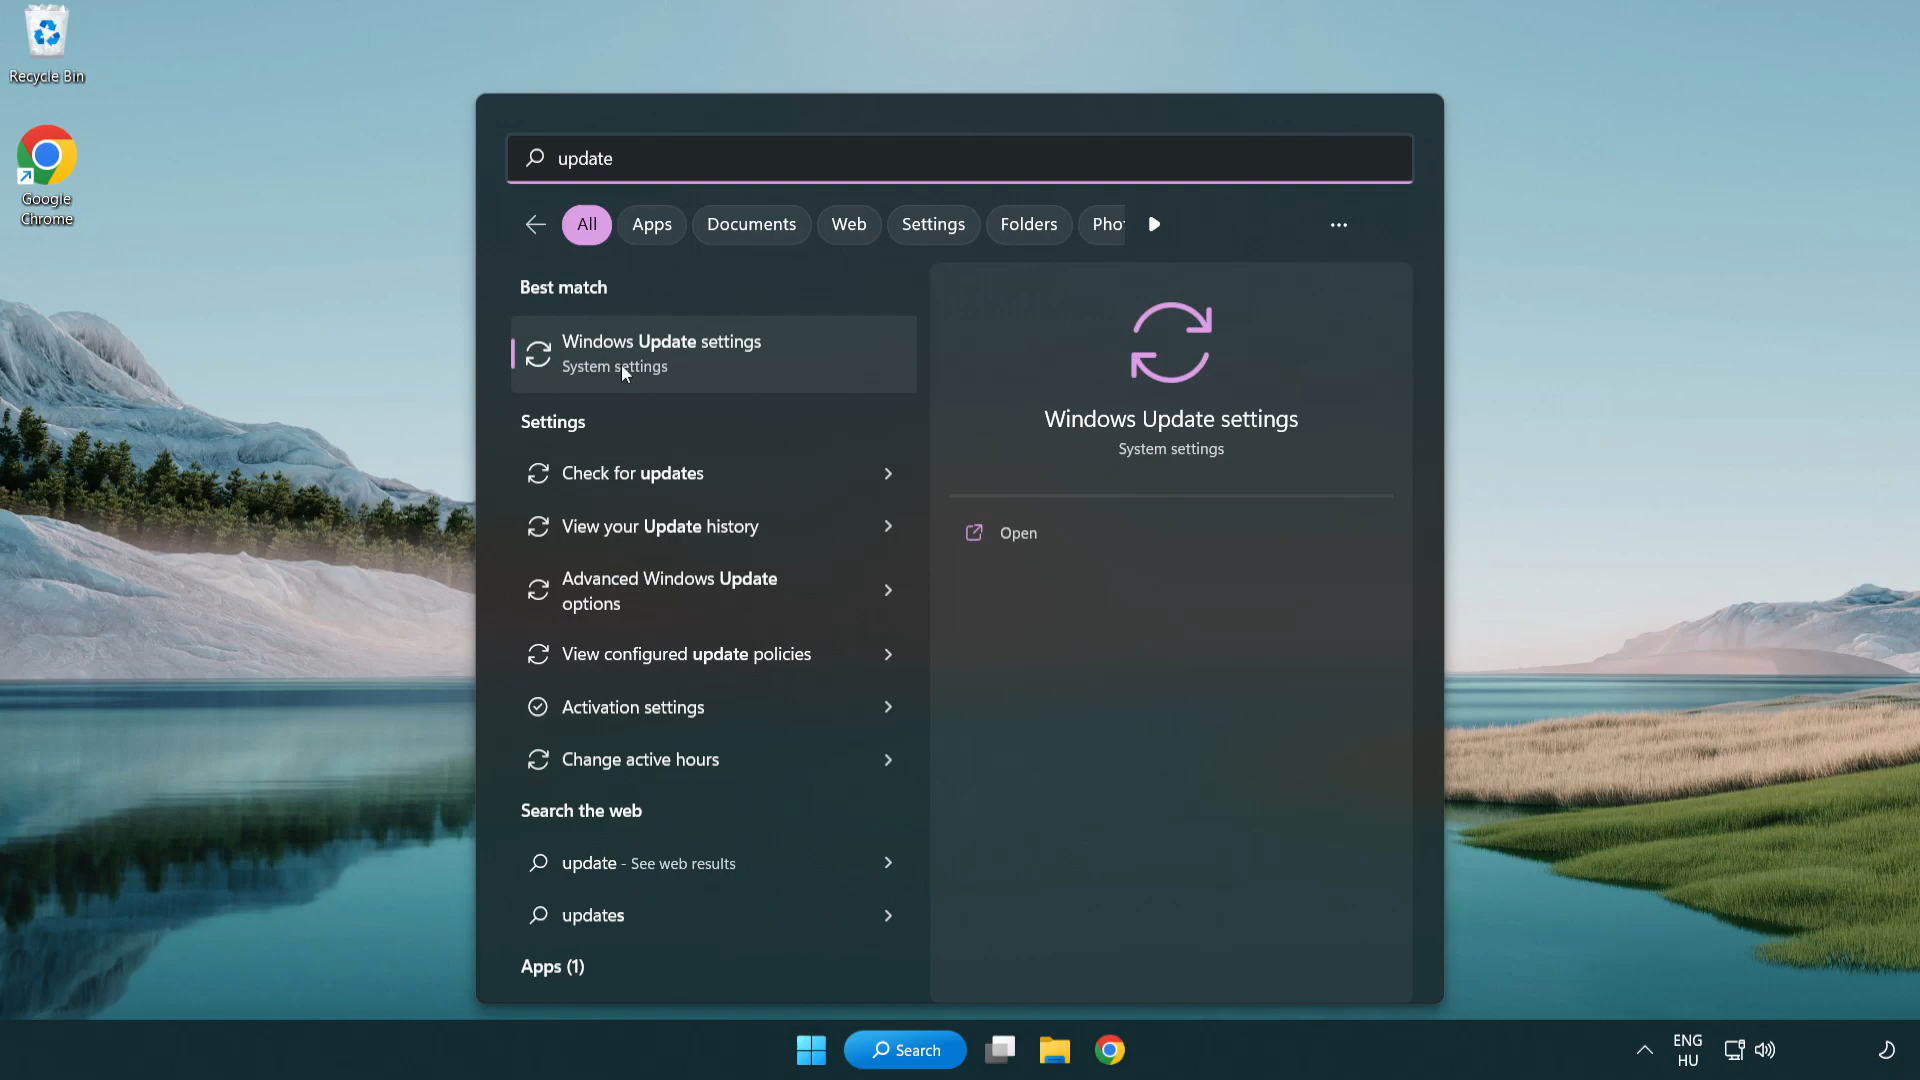 Recycle Bin
Google
Chrome
update
All
Apps
Documents
Web
Settings
Folders
Pho
Best match
Windows Update settings
System settings
Settings
Check for updates
View your Update history
Advanced Windows Update
options
View configured update policies
Activation settings
Change active hours
Search the web
update - See web results
updates
Apps (1)
Windows Update settings
System settings
Open
Search
ENG
HU